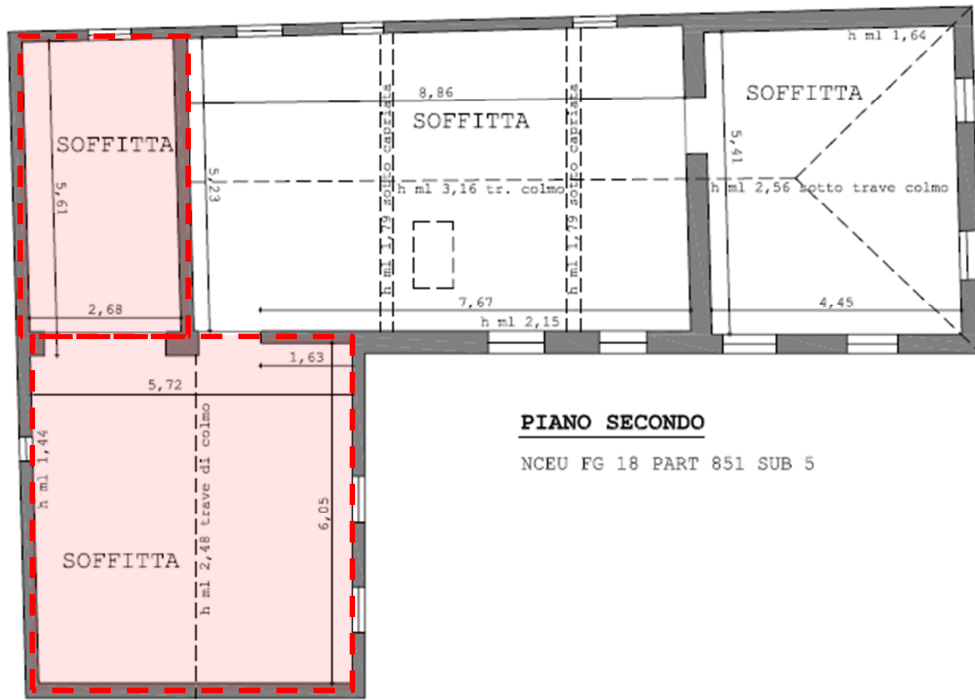 h ml 1,64
SOFFITTA
8,86
SOFFITTA
SOFFITTA
5,61
5,23
h ml 1,79 sotto capriata
h ml 1,79 sotto capriata
5,41
h ml 3,16 tr. colmo
h ml 2,56 sotto trave colmo
2,68
7,67
4,45
h ml 2,15
1,63
5,72
h ml 1,44
h ml 2,48 trave di colmo
6,05
SOFFITTA
PIANO SECONDO
NCEU FG 18 PART 851 SUB 5